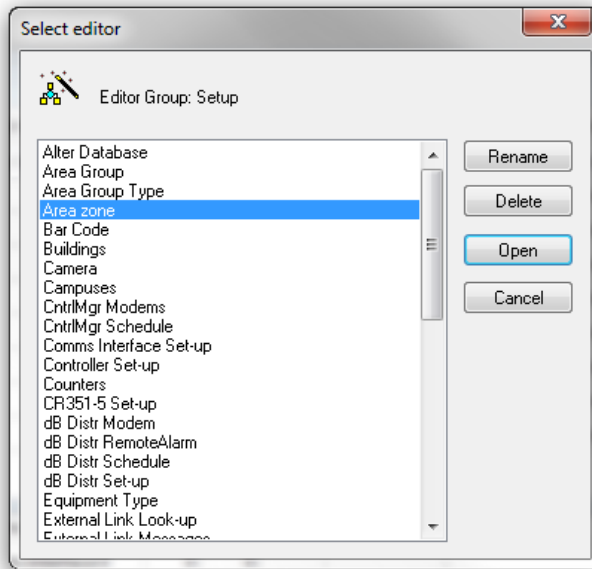 Select editor
Editor Group: Setup
Alter Database
Area Group
Area Group Type
Area zone
Bar Code
Buildings
Camera
Campuses
CntrlMgr Modems
CntrlMgr Schedule
Comms Interface Set-up
Controller Set-up
Counters
CR351-5 Set-up
dB Distr Modem
dB Distr RemoteAlarm
dB Distr Schedule
dB Distr Set-up
Equipment Type
External Link Look-up
External Link Messages
Rename
Delete
Open
Cancel